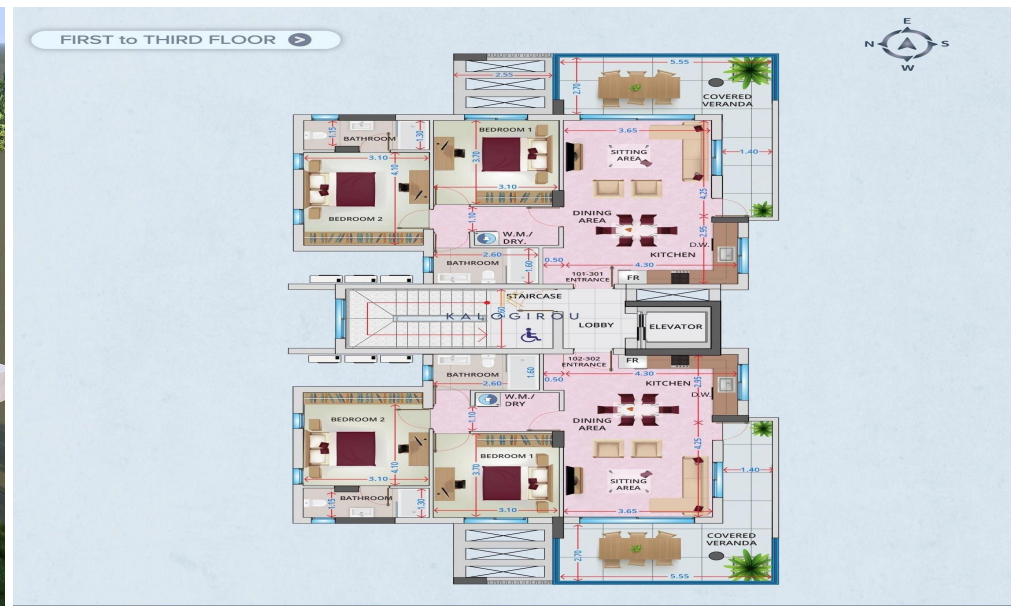 FIRST to THIRD FLOOR
E
N
S
W
2.55
5.55
2.70
COVERED
VERANDA
1.15
BATHROOM
1.30
BEDROOM 1
3.65
SITTING
AREA
1.40
3.10
4.10
3.70
3.10
4.25
BEDROOM 2
1.10
DINING
AREA
W.M./
DRY.
2.95
D.W.
KITCHEN
2.60
BATHROOM
1.60
0.50
4.30
101-301
ENTRANCE
FR
STAIRCASE
KALOGIROU
LOBBY
ELEVATOR
102-302
ENTRANCE
FR
BATHROOM
1.60
0.50
4.30
2.60
KITCHEN
2.95
D.W.
W.M./
DRY
1.10
DINING
AREA
BEDROOM 2
4.10
3.70
BEDROOM 1
4.25
3.10
SITTING
AREA
1.40
1.15
BATHROOM
1.30
3.10
3.65
2.70
COVERED
VERANDA
5.55